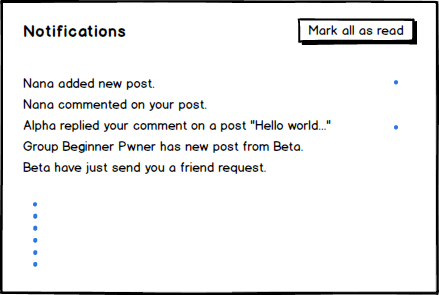 Notifications
Mark all as read
Nana added new post.
Nana commented on your post.
Alpha replied your comment on a post "Hello world..."
Group Beginner Pwner has new post from Beta.
Beta have just send you a friend request.